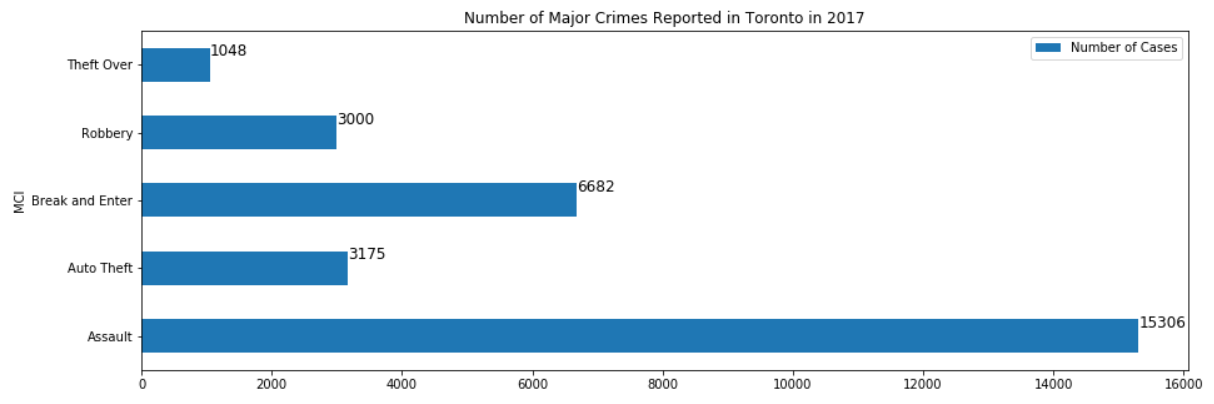 Number of Major Crimes Reported in Toronto in 2017
Number of Cases
Theft Over
1048
Robbery
3000
MCI
Break and Enter
6682
Auto Theft
3175
Assault
15306
0 2000 4000 6000 8000 10000 12000 14000 16000